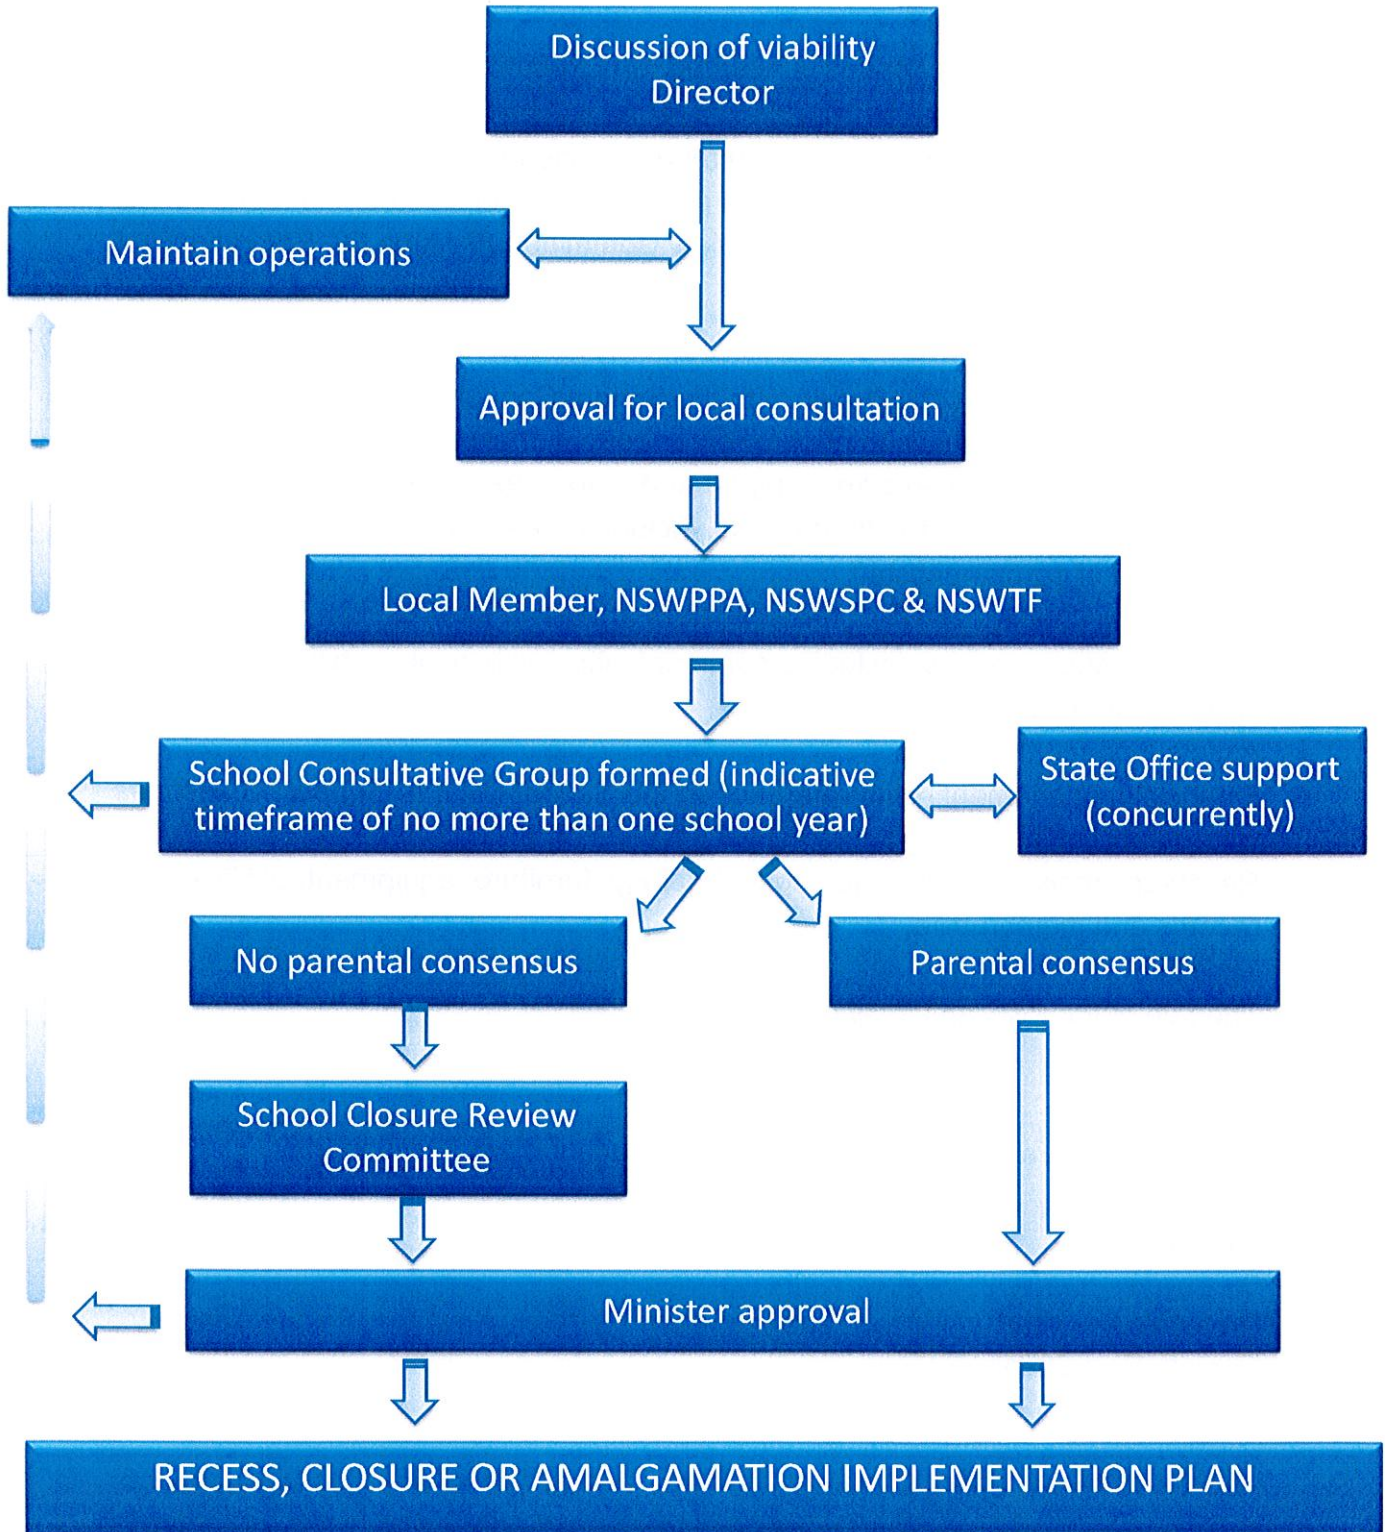 Discussion of viability
Director
Maintain operations
Approval for local consultation
Local Member, NSWPPA, NSWSPC & NSWTF
School Consultative Group formed (indicative
timeframe of no more than one school year)
State Office support
(concurrently)
No parental consensus
Parental consensus
School Closure Review
Committee
Minister approval
RECESS, CLOSURE OR AMALGAMATION IMPLEMENTATION PLAN